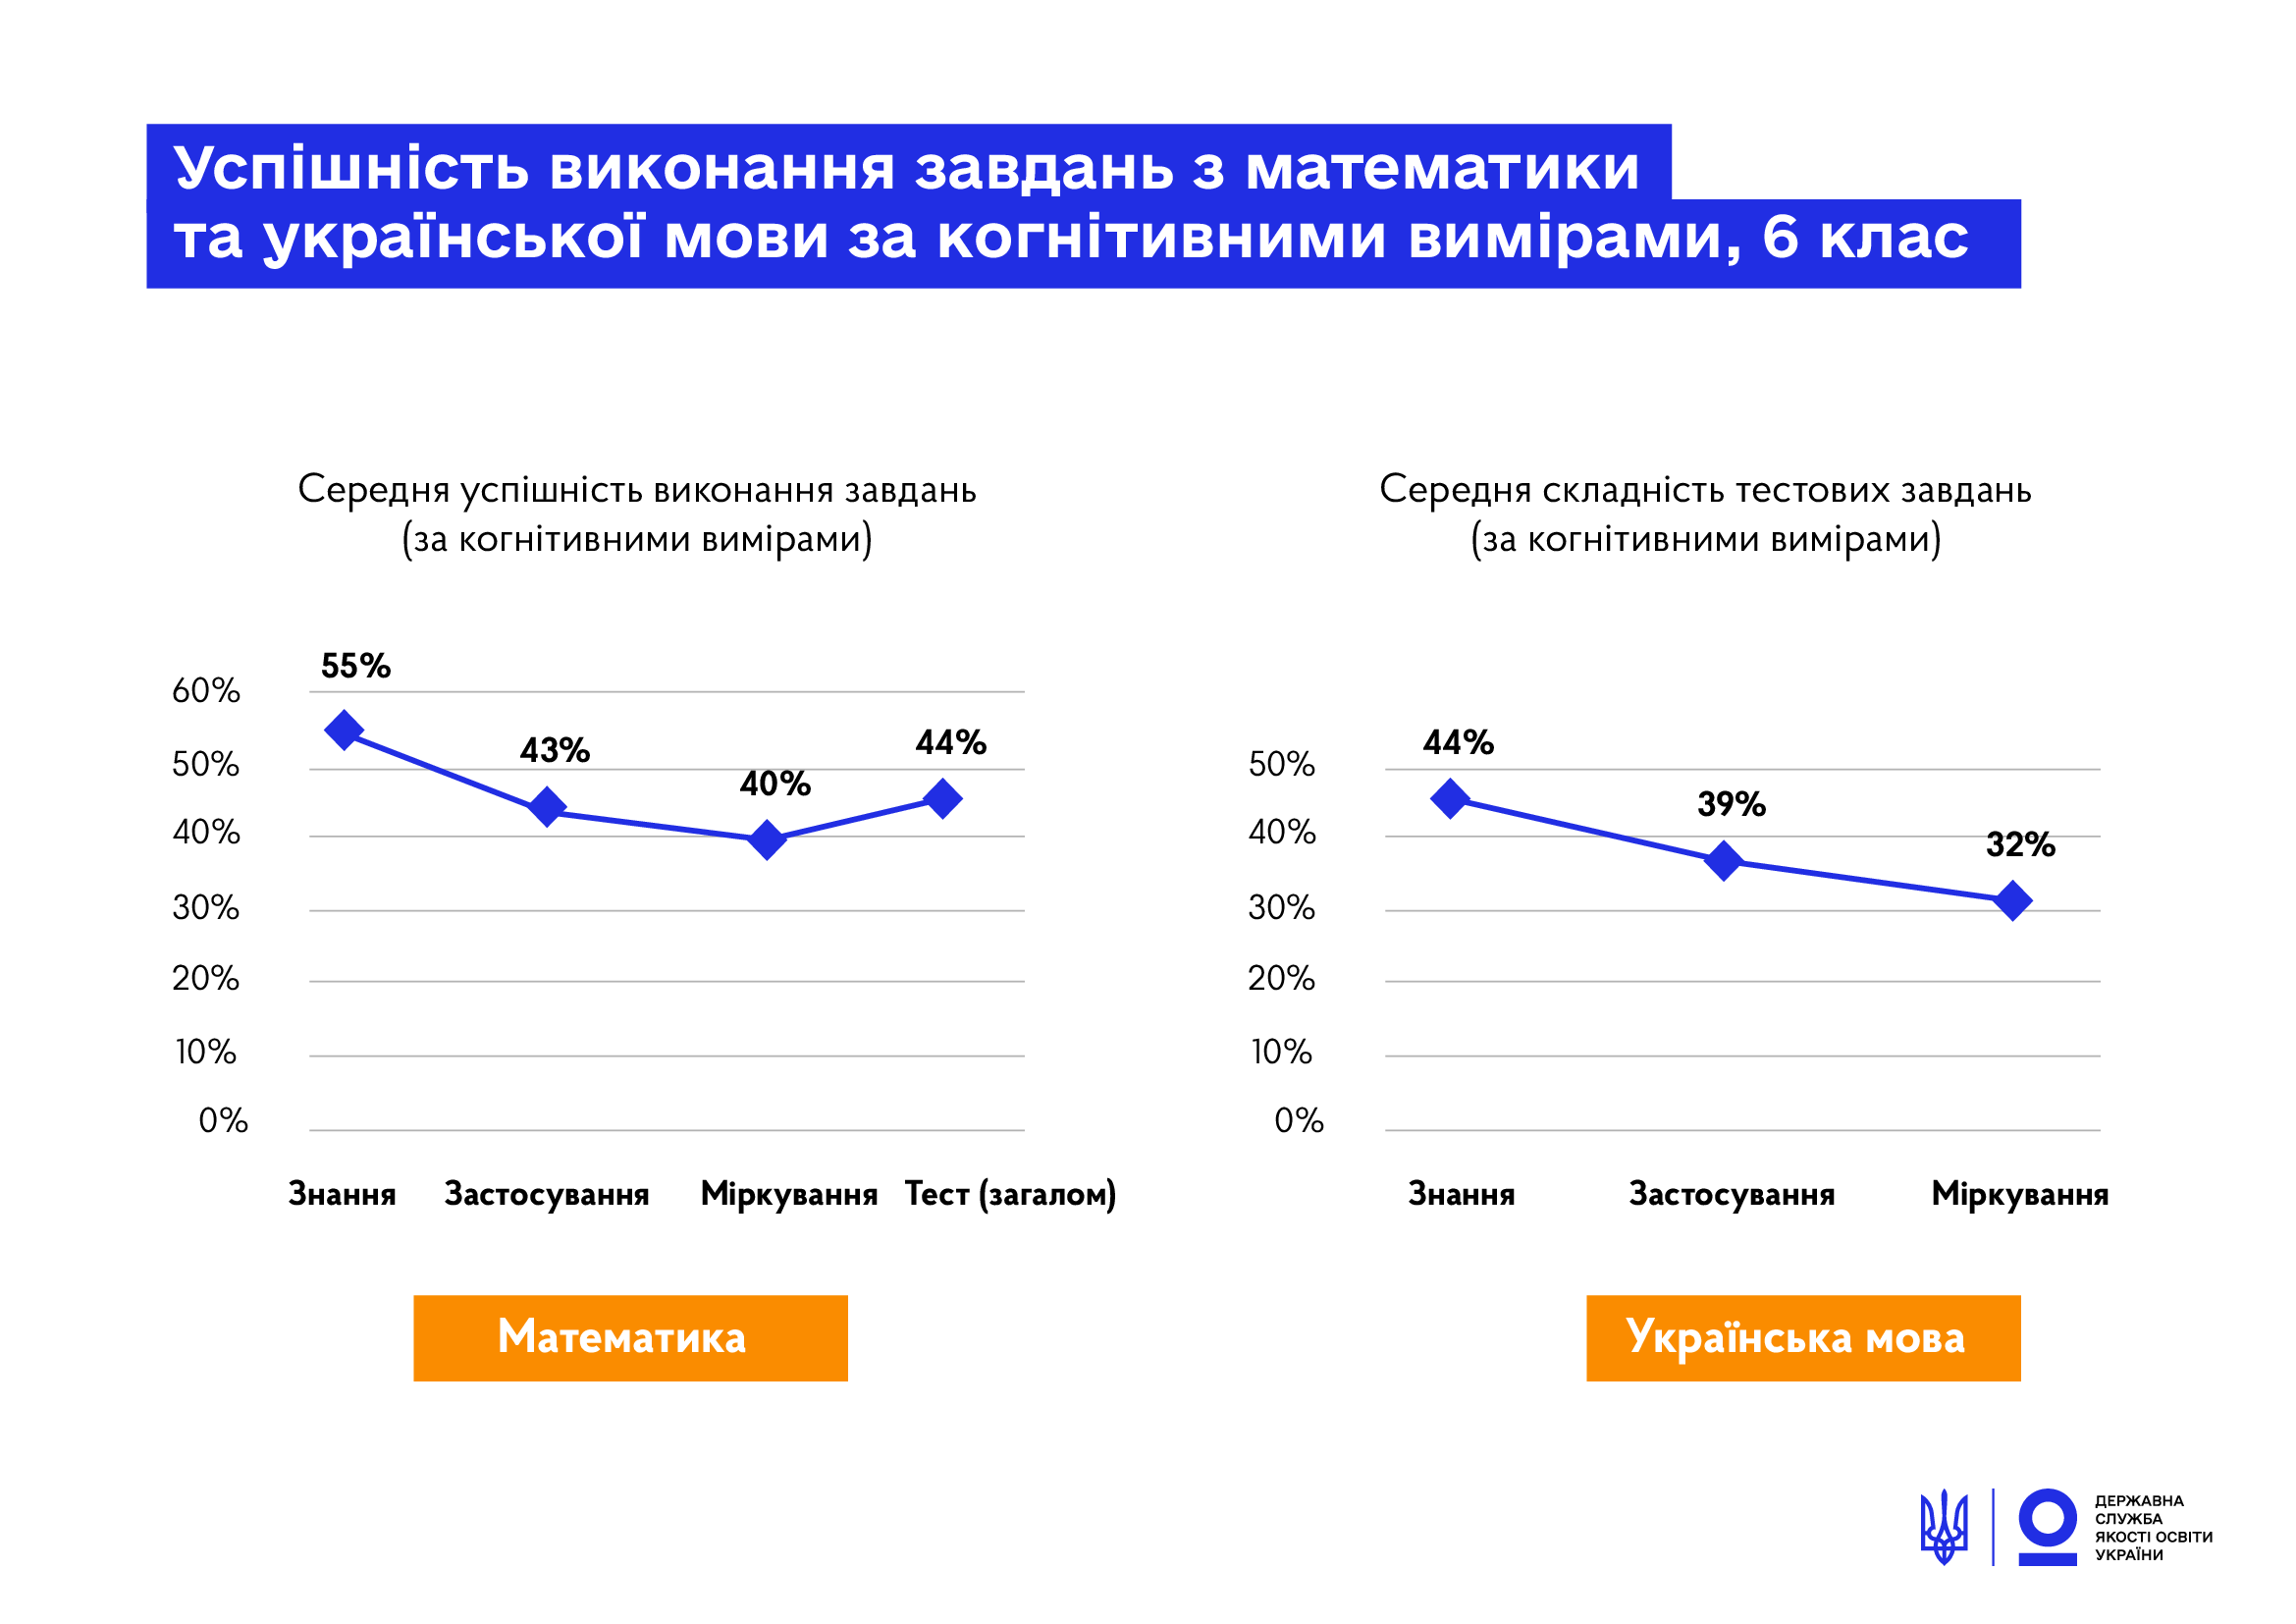 Успішність виконання завдань з математики
та української мови за когнітивними вимірами, 6 клас
Середня успішність виконання завдань
(за когнітивними вимірами)
55%
60%
43%
44%
50%
40%
40%
30%
20%
10%
0%
Знання Застосування Міркування Тест (загалом)
Математика
Середня складність тестових завдань
(за когнітивними вимірами)
44%
50%
39%
40%
32%
30%
20%
10%
0%
Знання Застосування Міркування
Українська мова
ДЕРЖАВНА
СЛУЖБА
ЯКОСТІ ОСВІТИ
УКРАЇНИ